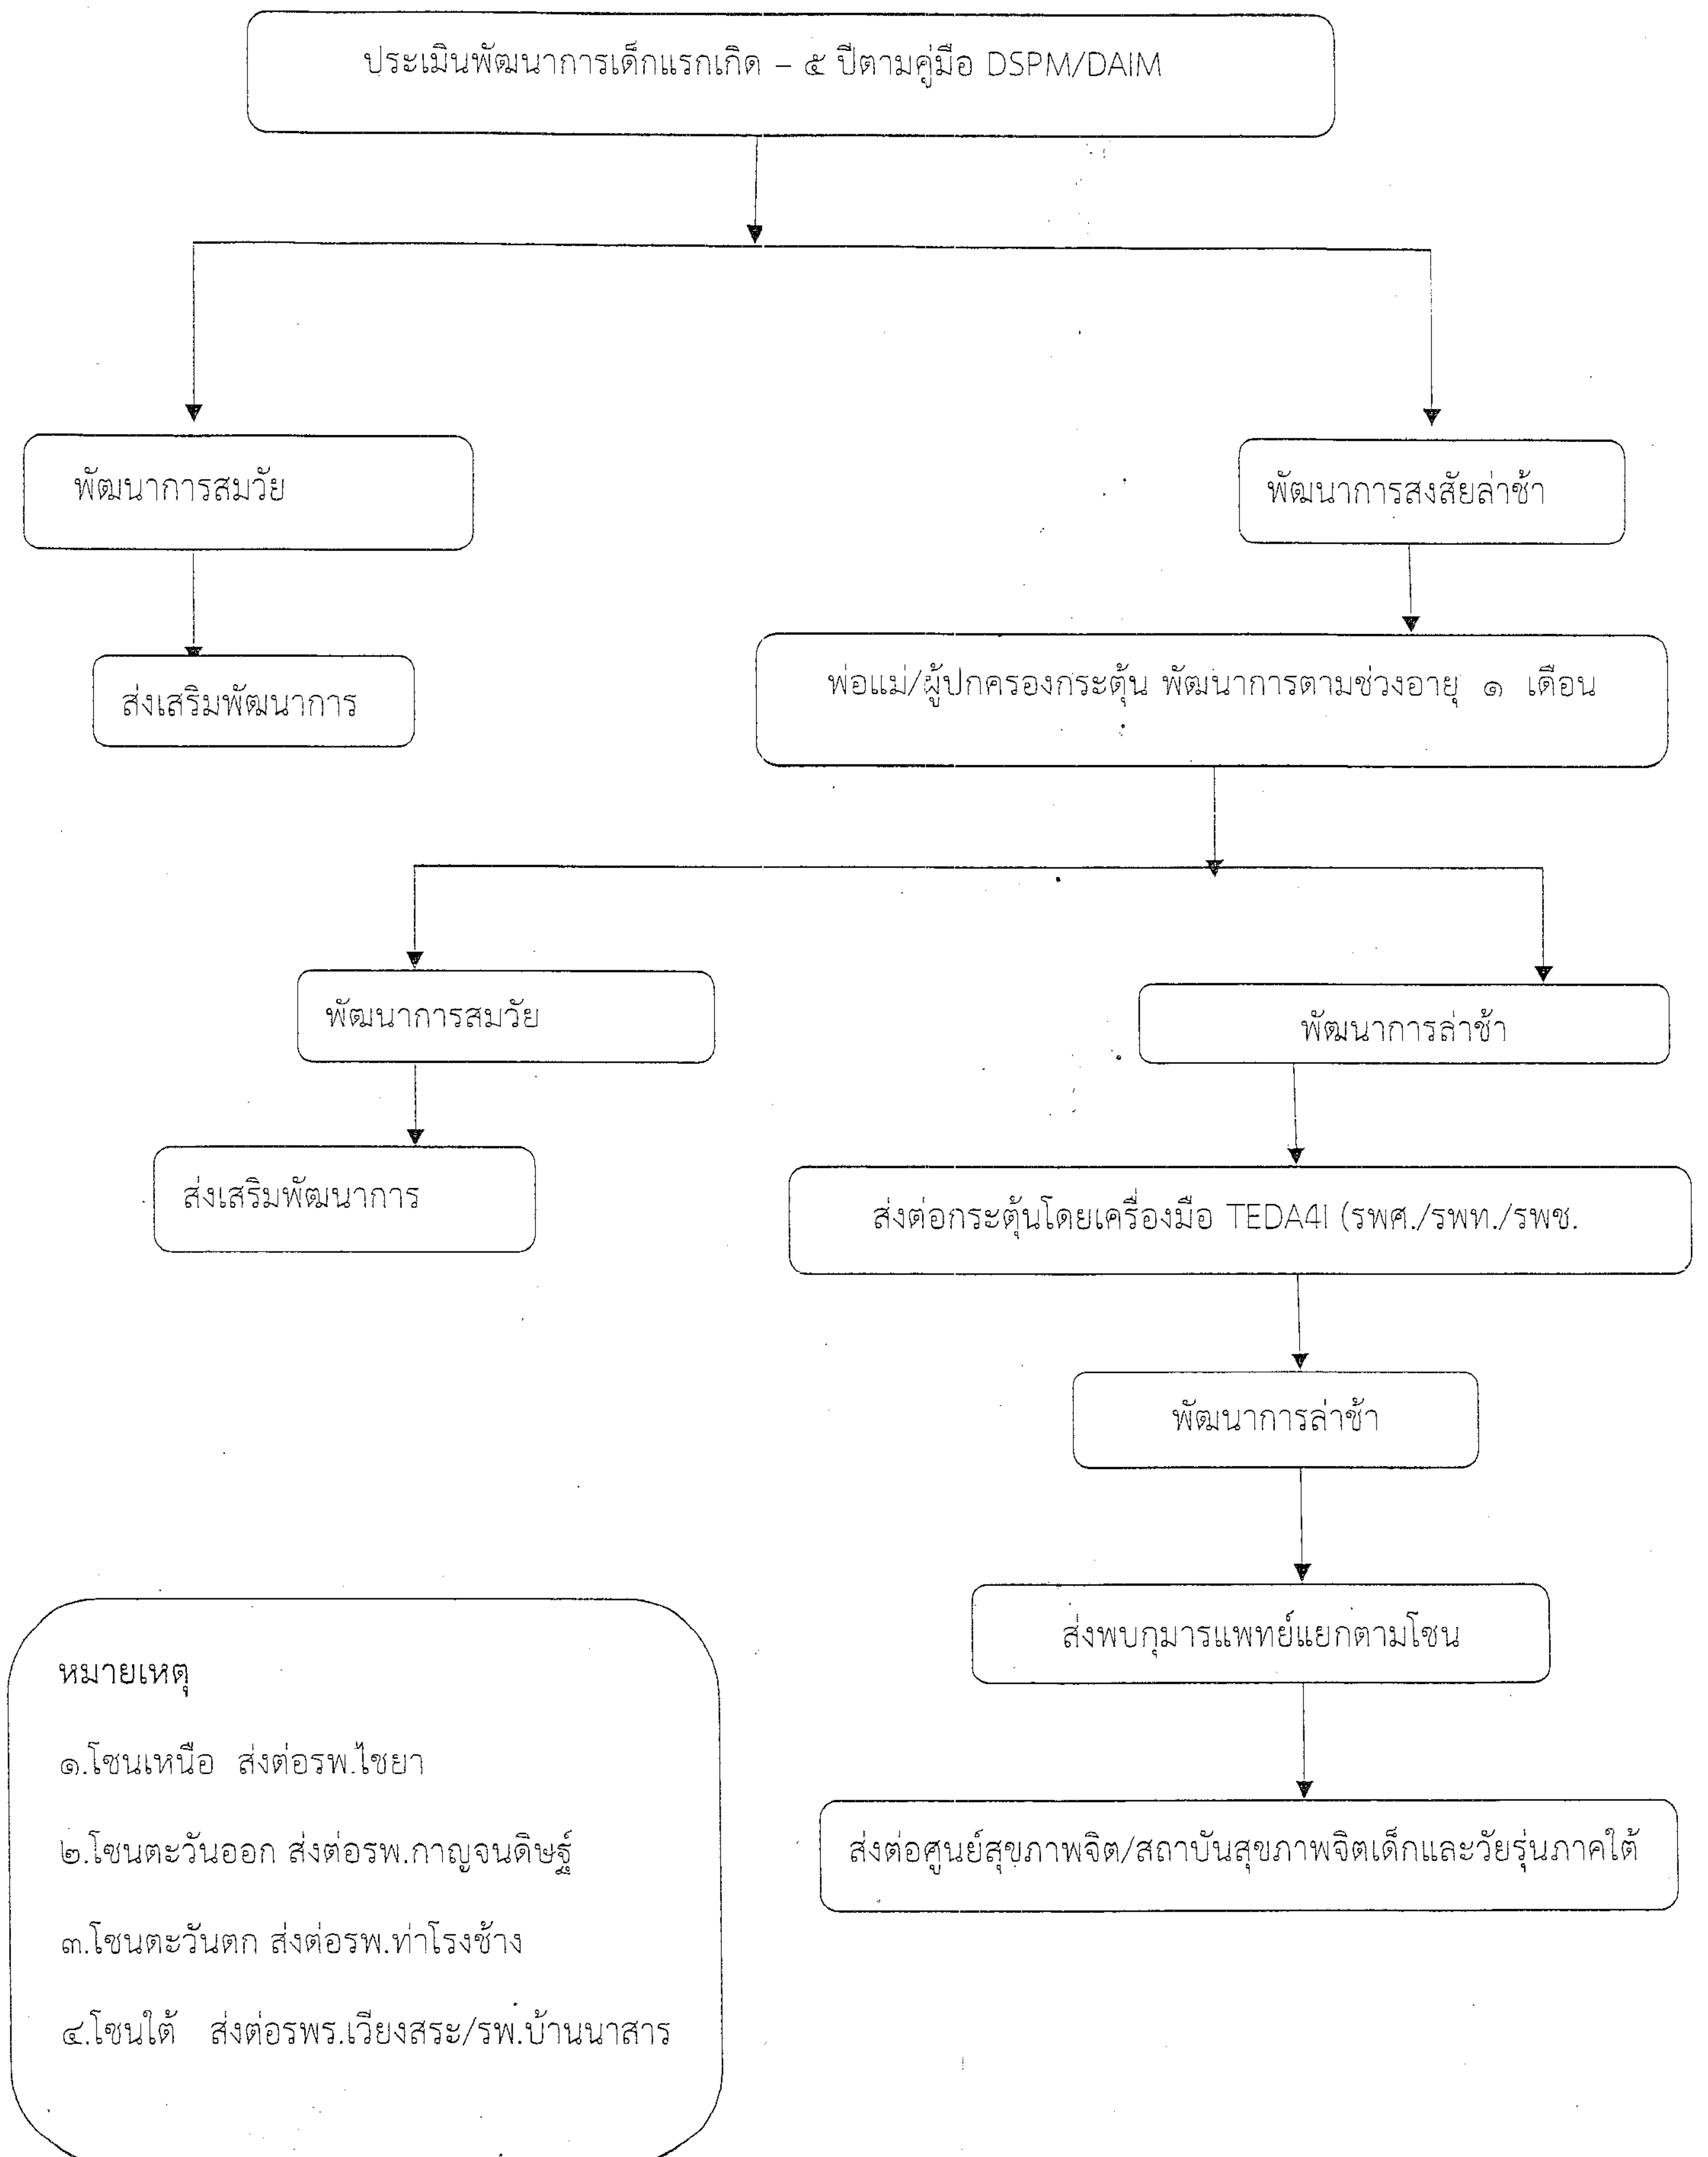 ประเมินพัฒนาการเด็กแรกเกิด – ๕ ปีตามคู่มือ DSPM/DAIM
พัฒนาการสมวัย
พัฒนาการสงสัยล่าช้า
ส่งเสริมพัฒนาการ
พ่อแม่/ผู้ปกครองกระตุ้น พัฒนาการตามช่วงอายุ ๑ เดือน
พัฒนาการสมวัย
พัฒนาการล่าช้า
ส่งเสริมพัฒนาการ
ส่งต่อกระตุ้นโดยเครื่องมือ TEDA4I (รพศ./รพท./รพช.
พัฒนาการล่าช้า
ส่งพบกุมารแพทย์แยกตามโซน
ส่งต่อศูนย์สุขภาพจิต/สถาบันสุขภาพจิตเด็กและวัยรุ่นภาคใต้
หมายเหตุ
๑.โซนเหนือ ส่งต่อรพ.ไชยา
๒.โซนตะวันออก ส่งต่อรพ.กาญจนดิษฐ์
๓.โซนตะวันตก ส่งต่อรพ.ท่าโรงช้าง
๔.โซนใต้ ส่งต่อรพร.เวียงสระ/รพ.บ้านนาสาร